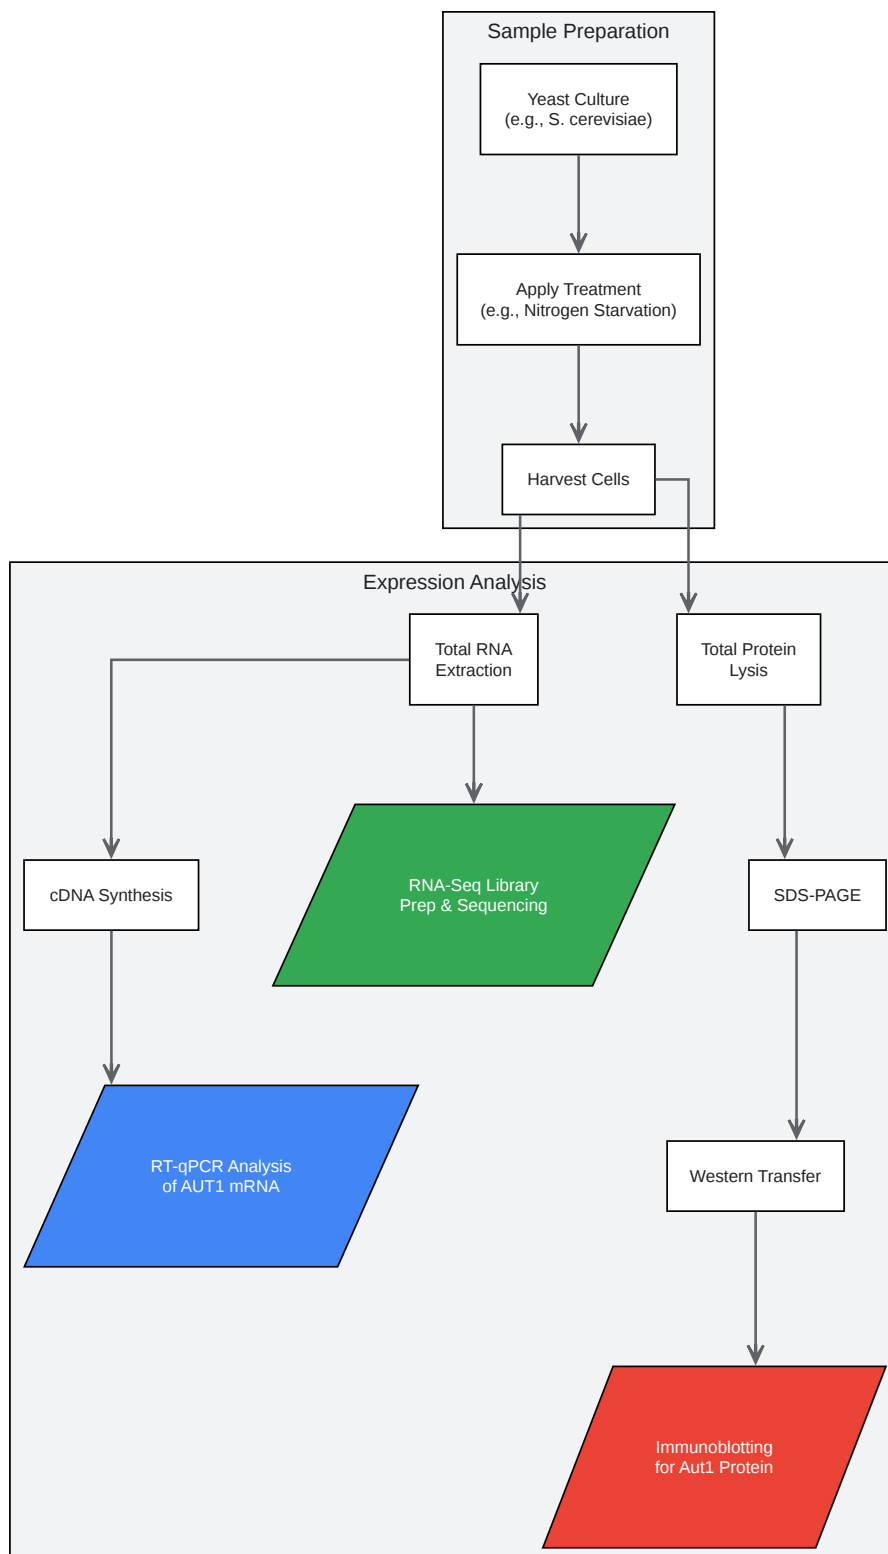 Sample Preparation
Yeast Culture
(e.g., S. cerevisiae)
Apply Treatment
(e.g., Nitrogen Starvation)
Harvest Cells
Expression Analysis
Total RNA
Extraction
Total Protein
Lysis
cDNA Synthesis
RNA-Seq Library
Prep & Sequencing
SDS-PAGE
RT-qPCR Analysis
of AUT1 mRNA
Western Transfer
Immunoblotting
for Aut1 Protein